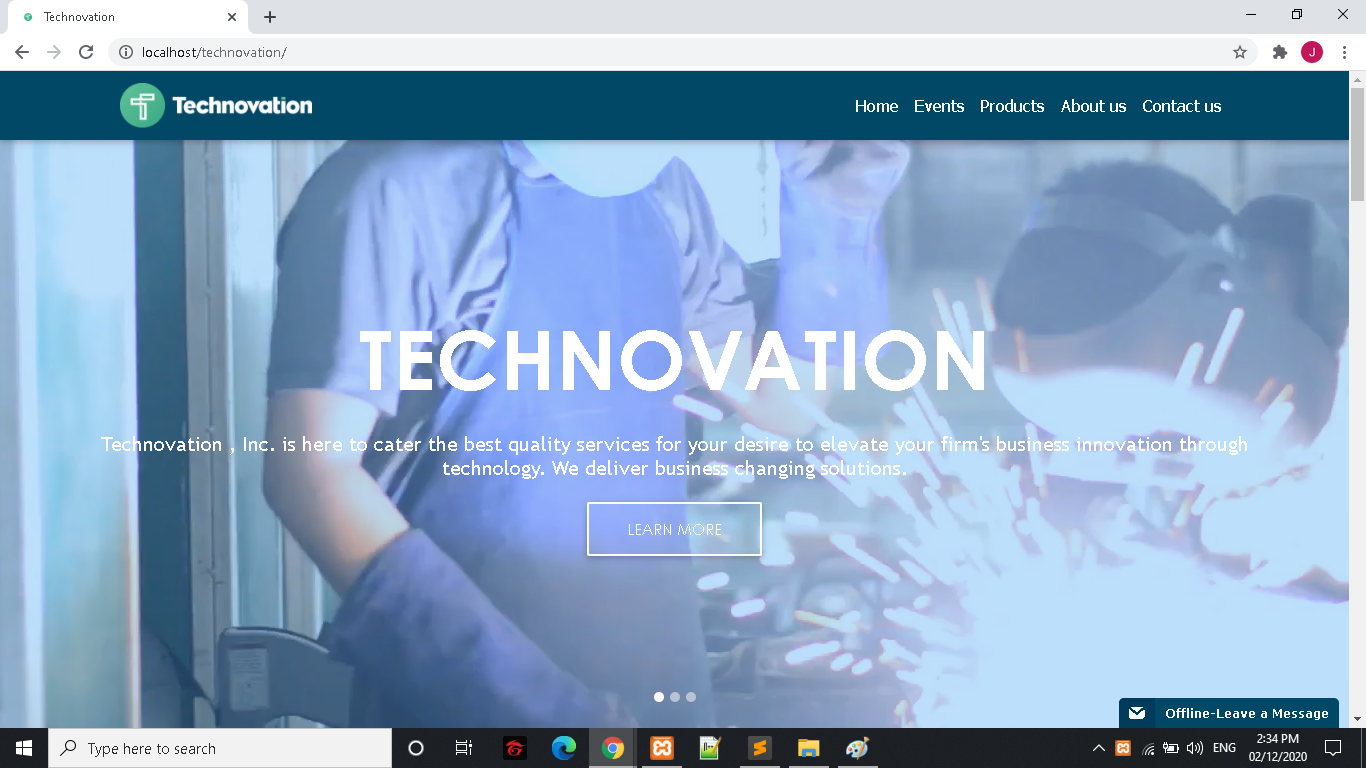 Technovation
localhost/technovation/
J
Technovation
Home Events Products About us Contact us
TECHNOVATION
Technovation , Inc. is here to cater the best quality services for your desire to elevate your firm's business innovation through
technology. We deliver business changing solutions.
LEARN MORE
Offline-Leave a Message
Type here to search
ENG
2:34 PM
02/12/2020